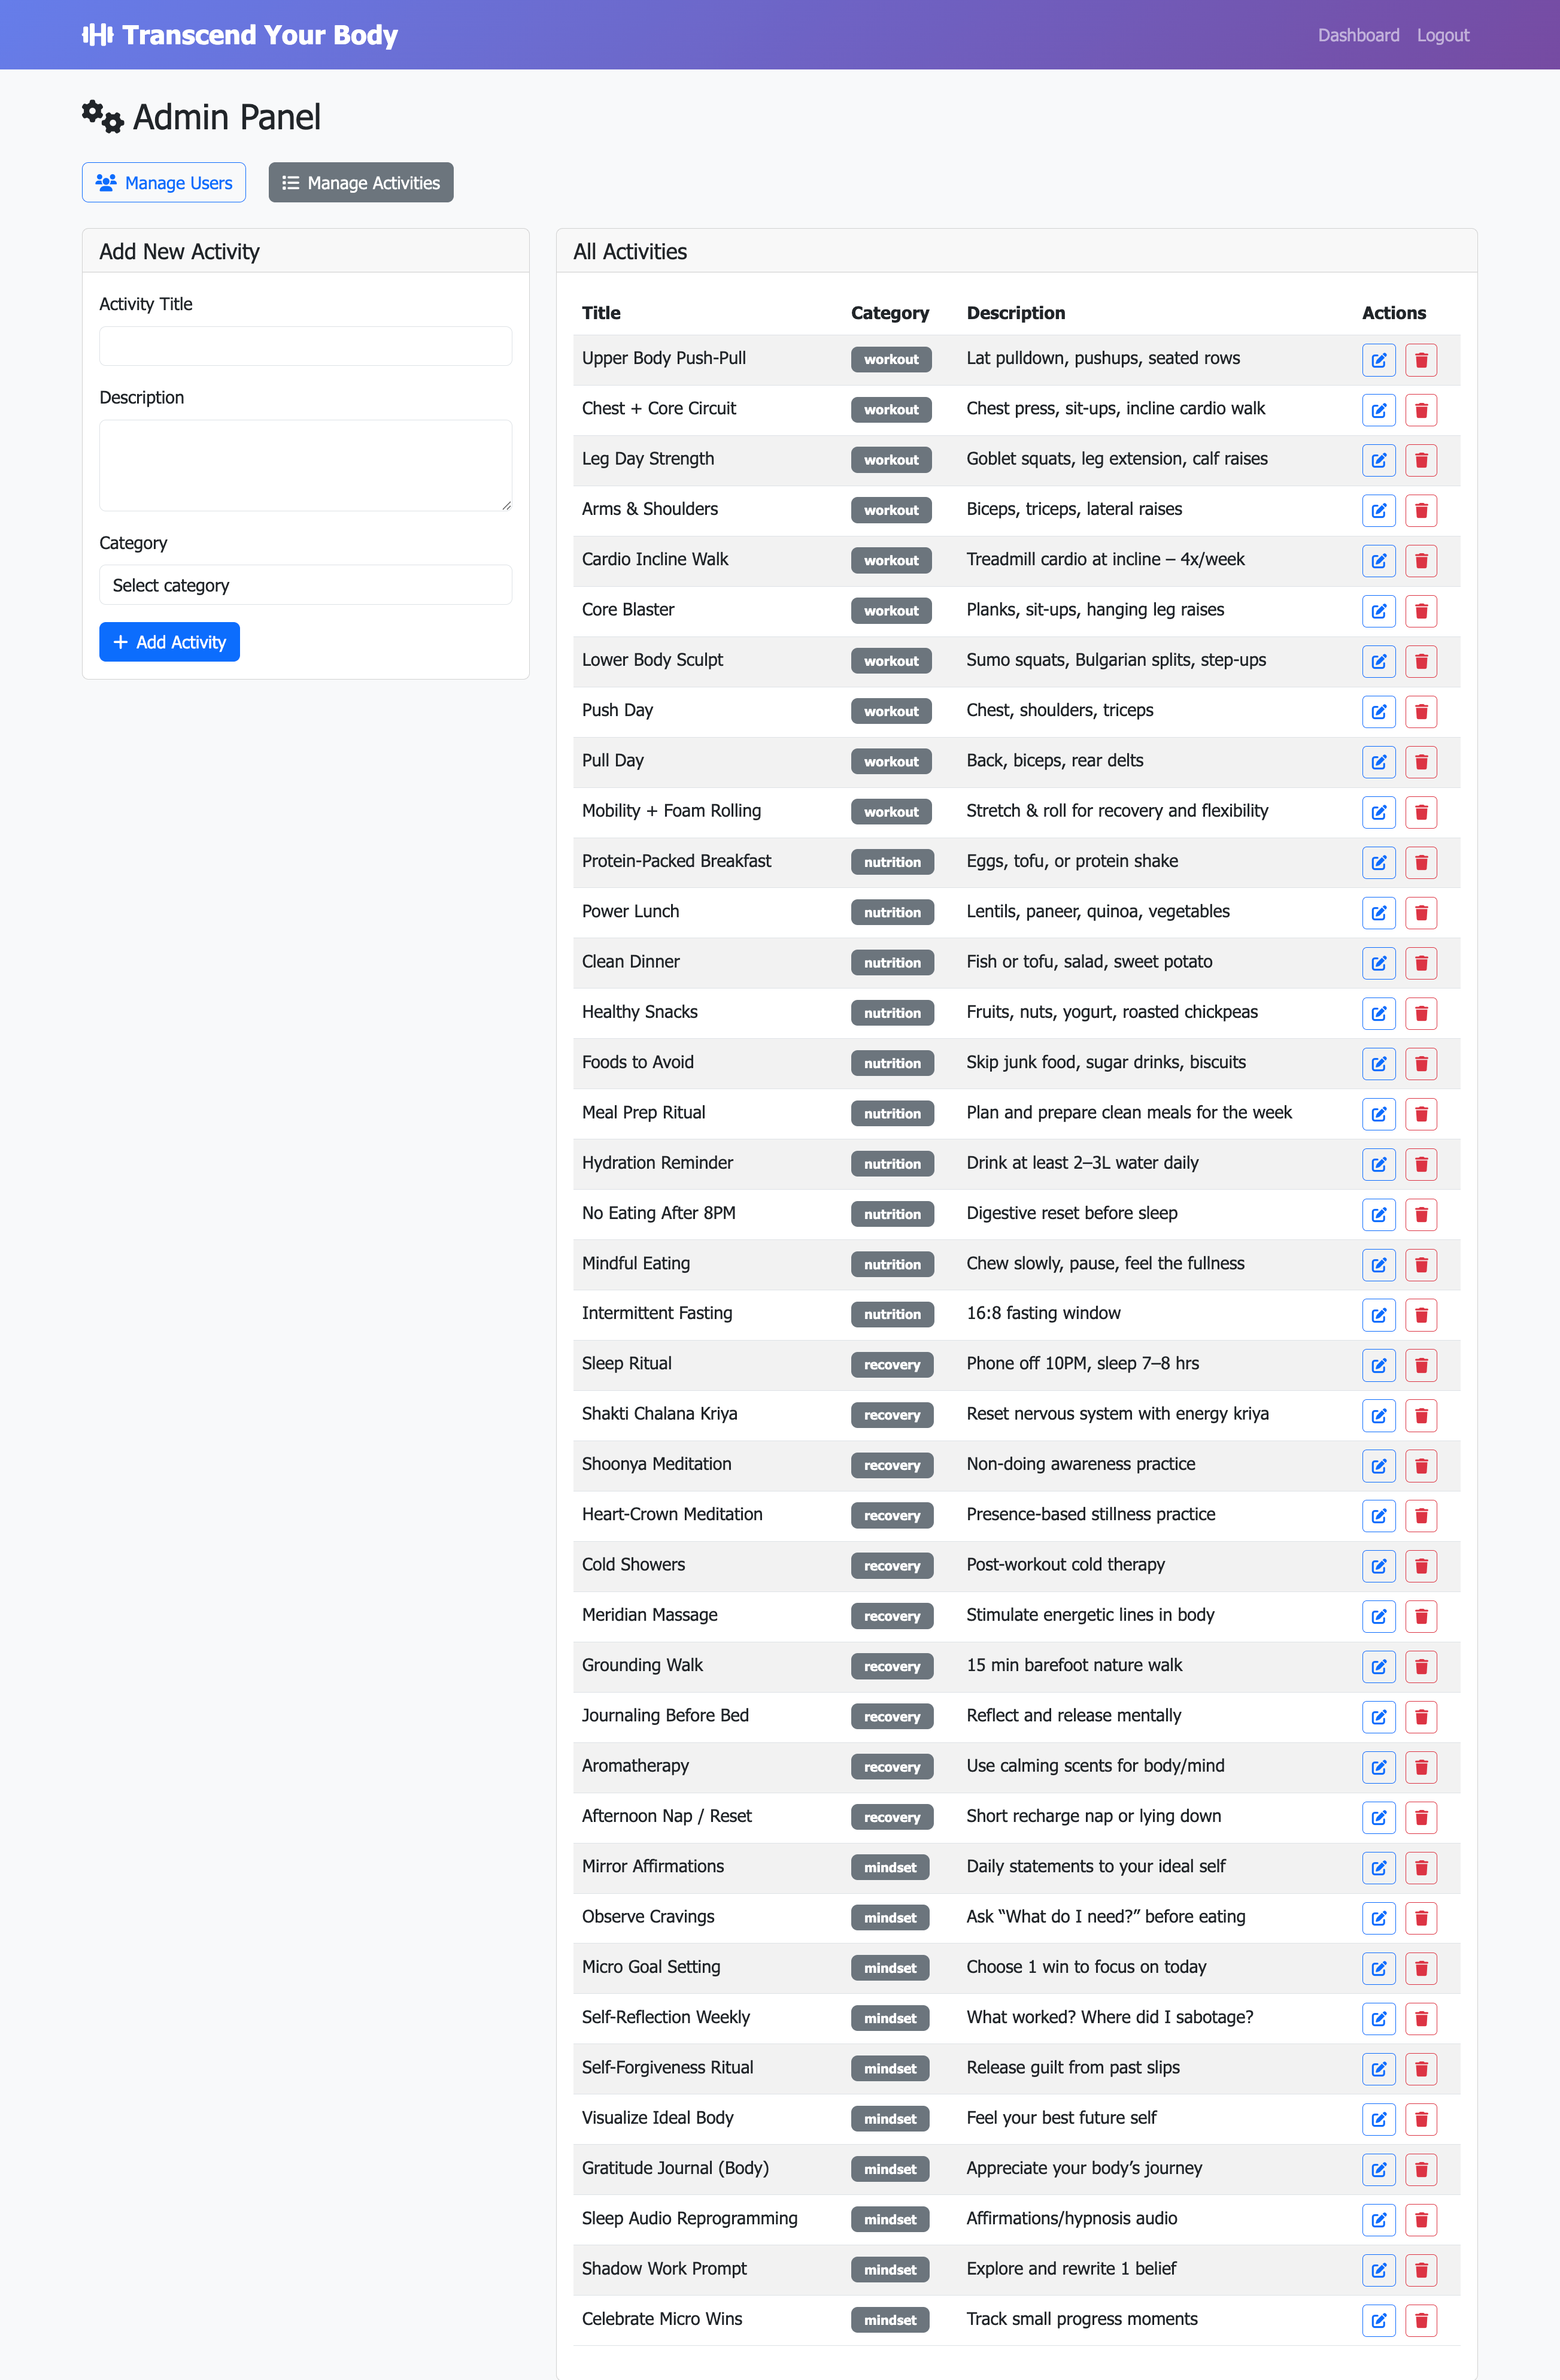 Transcend Your Body
Dashboard Logout
Admin Panel
Manage Users Manage Activities
Add New Activity
Activity Title
Description
Category
Select category
Add Activity
All Activities
Title Category Description Actions
Upper Body Push-Pull workout Lat pulldown, pushups, seated rows
Chest + Core Circuit workout Chest press, sit-ups, incline cardio walk
Leg Day Strength workout Goblet squats, leg extension, calf raises
Arms & Shoulders workout Biceps, triceps, lateral raises
Cardio Incline Walk workout Treadmill cardio at incline – 4x/week
Core Blaster workout Planks, sit-ups, hanging leg raises
Lower Body Sculpt workout Sumo squats, Bulgarian splits, step-ups
Push Day workout Chest, shoulders, triceps
Pull Day workout Back, biceps, rear delts
Mobility + Foam Rolling workout Stretch & roll for recovery and flexibility
Protein-Packed Breakfast nutrition Eggs, tofu, or protein shake
Power Lunch nutrition Lentils, paneer, quinoa, vegetables
Clean Dinner nutrition Fish or tofu, salad, sweet potato
Healthy Snacks nutrition Fruits, nuts, yogurt, roasted chickpeas
Foods to Avoid nutrition Skip junk food, sugar drinks, biscuits
Meal Prep Ritual nutrition Plan and prepare clean meals for the week
Hydration Reminder nutrition Drink at least 2–3L water daily
No Eating After 8PM nutrition Digestive reset before sleep
Mindful Eating nutrition Chew slowly, pause, feel the fullness
Intermittent Fasting nutrition 16:8 fasting window
Sleep Ritual recovery Phone off 10PM, sleep 7–8 hrs
Shakti Chalana Kriya recovery Reset nervous system with energy kriya
Shoonya Meditation recovery Non-doing awareness practice
Heart-Crown Meditation recovery Presence-based stillness practice
Cold Showers recovery Post-workout cold therapy
Meridian Massage recovery Stimulate energetic lines in body
Grounding Walk recovery 15 min barefoot nature walk
Journaling Before Bed recovery Reflect and release mentally
Aromatherapy recovery Use calming scents for body/mind
Afternoon Nap / Reset recovery Short recharge nap or lying down
Mirror Affirmations mindset Daily statements to your ideal self
Observe Cravings mindset Ask “What do I need?” before eating
Micro Goal Setting mindset Choose 1 win to focus on today
Self-Reflection Weekly mindset What worked? Where did I sabotage?
Self-Forgiveness Ritual mindset Release guilt from past slips
Visualize Ideal Body mindset Feel your best future self
Gratitude Journal (Body) mindset Appreciate your body’s journey
Sleep Audio Reprogramming mindset Affirmations/hypnosis audio
Shadow Work Prompt mindset Explore and rewrite 1 belief
Celebrate Micro Wins mindset Track small progress moments